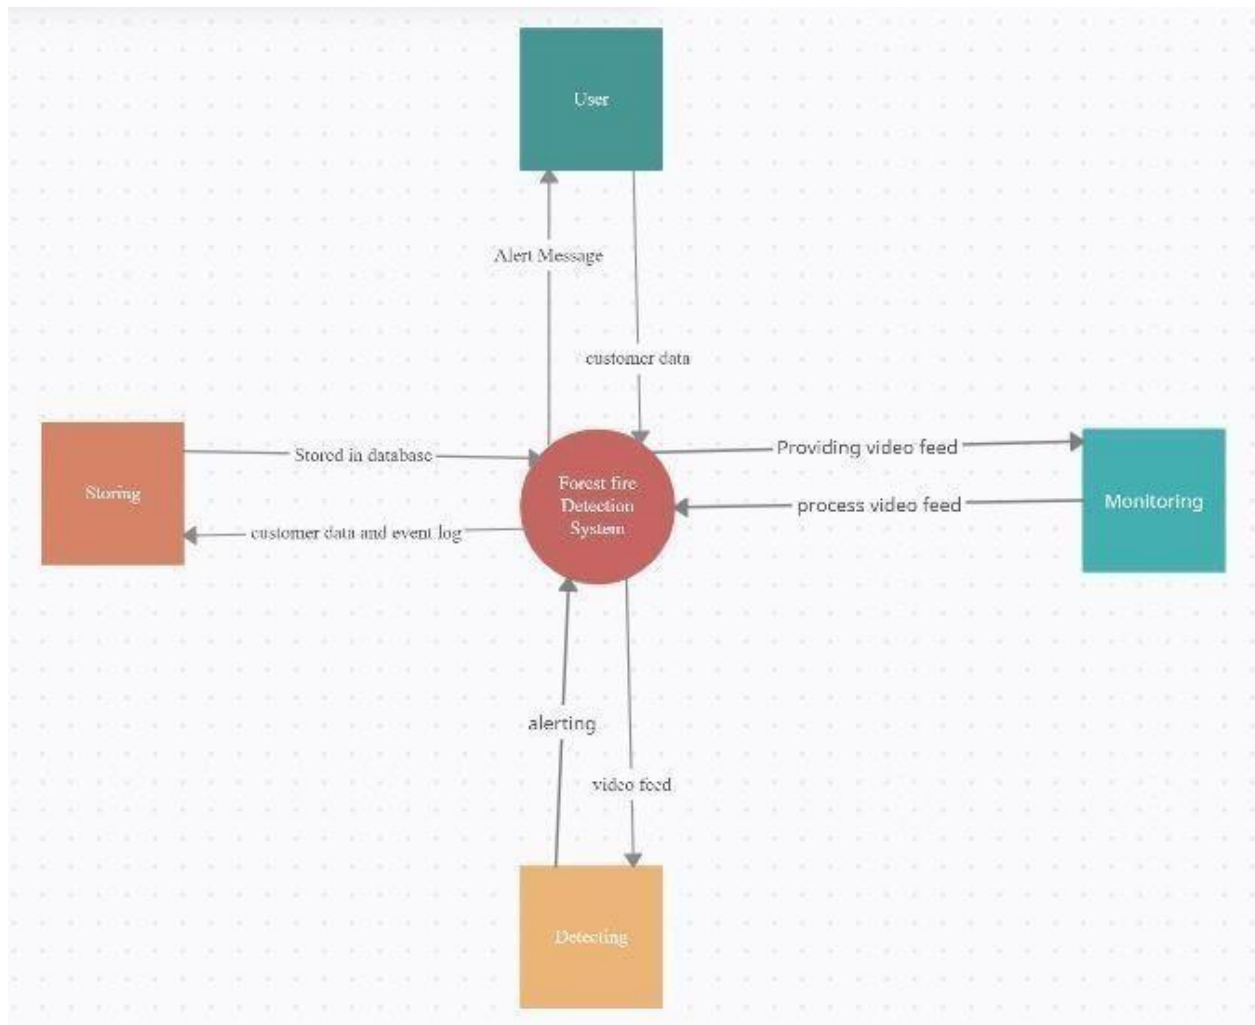 User
Alert Message
customer data
Stored in database
Providing video feed
Storing
Forest fire
Detection
System
process video feed
Monitoring
customer data and event log
alerting
video feed
Detecting